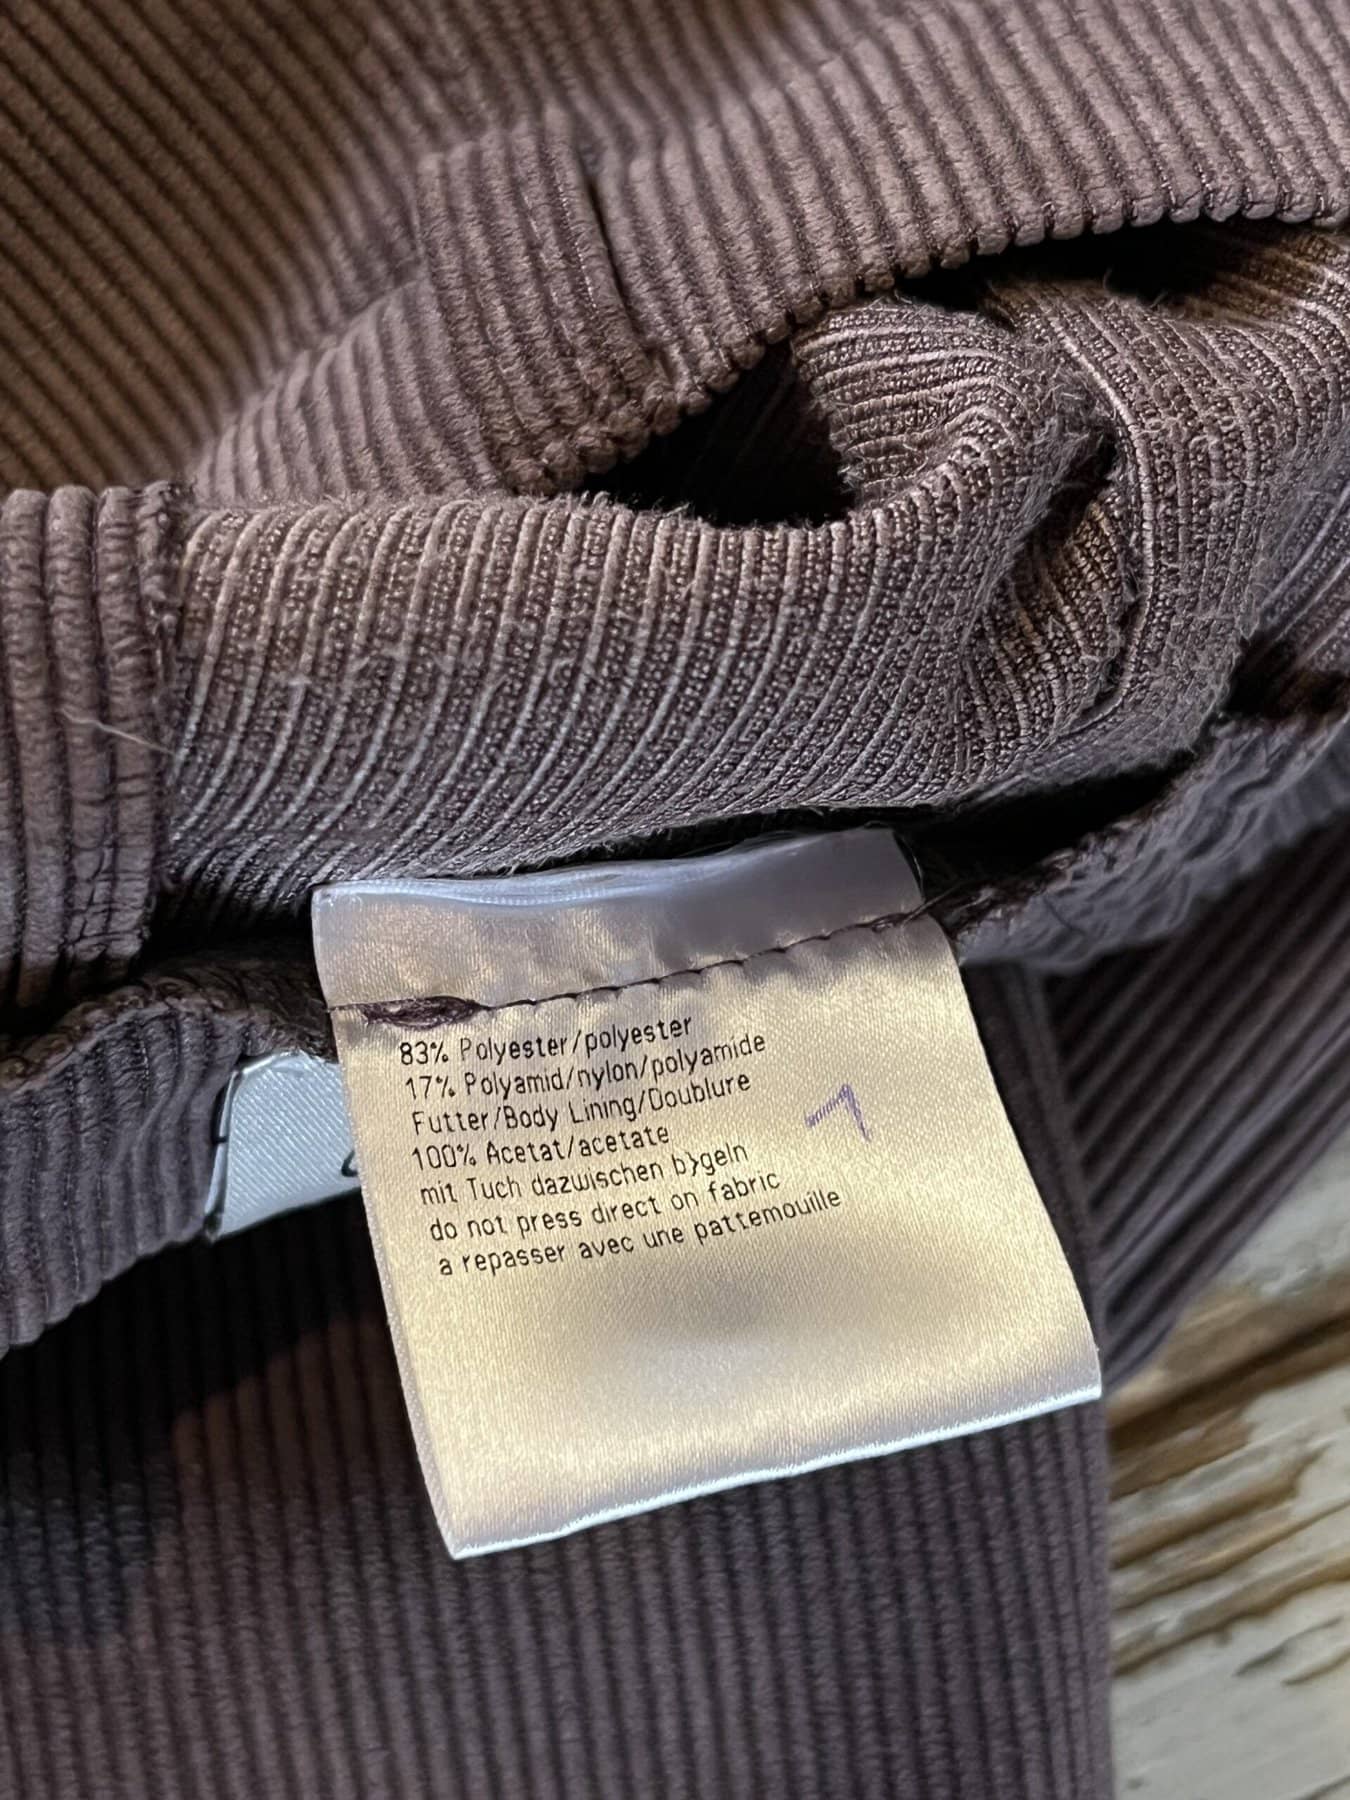 83% Polyester/polyester
17% Polyamid/nylon/polyamide
Futter/Body Lining/Doublure
100% Acetat/acetate
mit Tuch dazwischen b}geln
do not press direct on fabric
a repasser avec une pattemouille